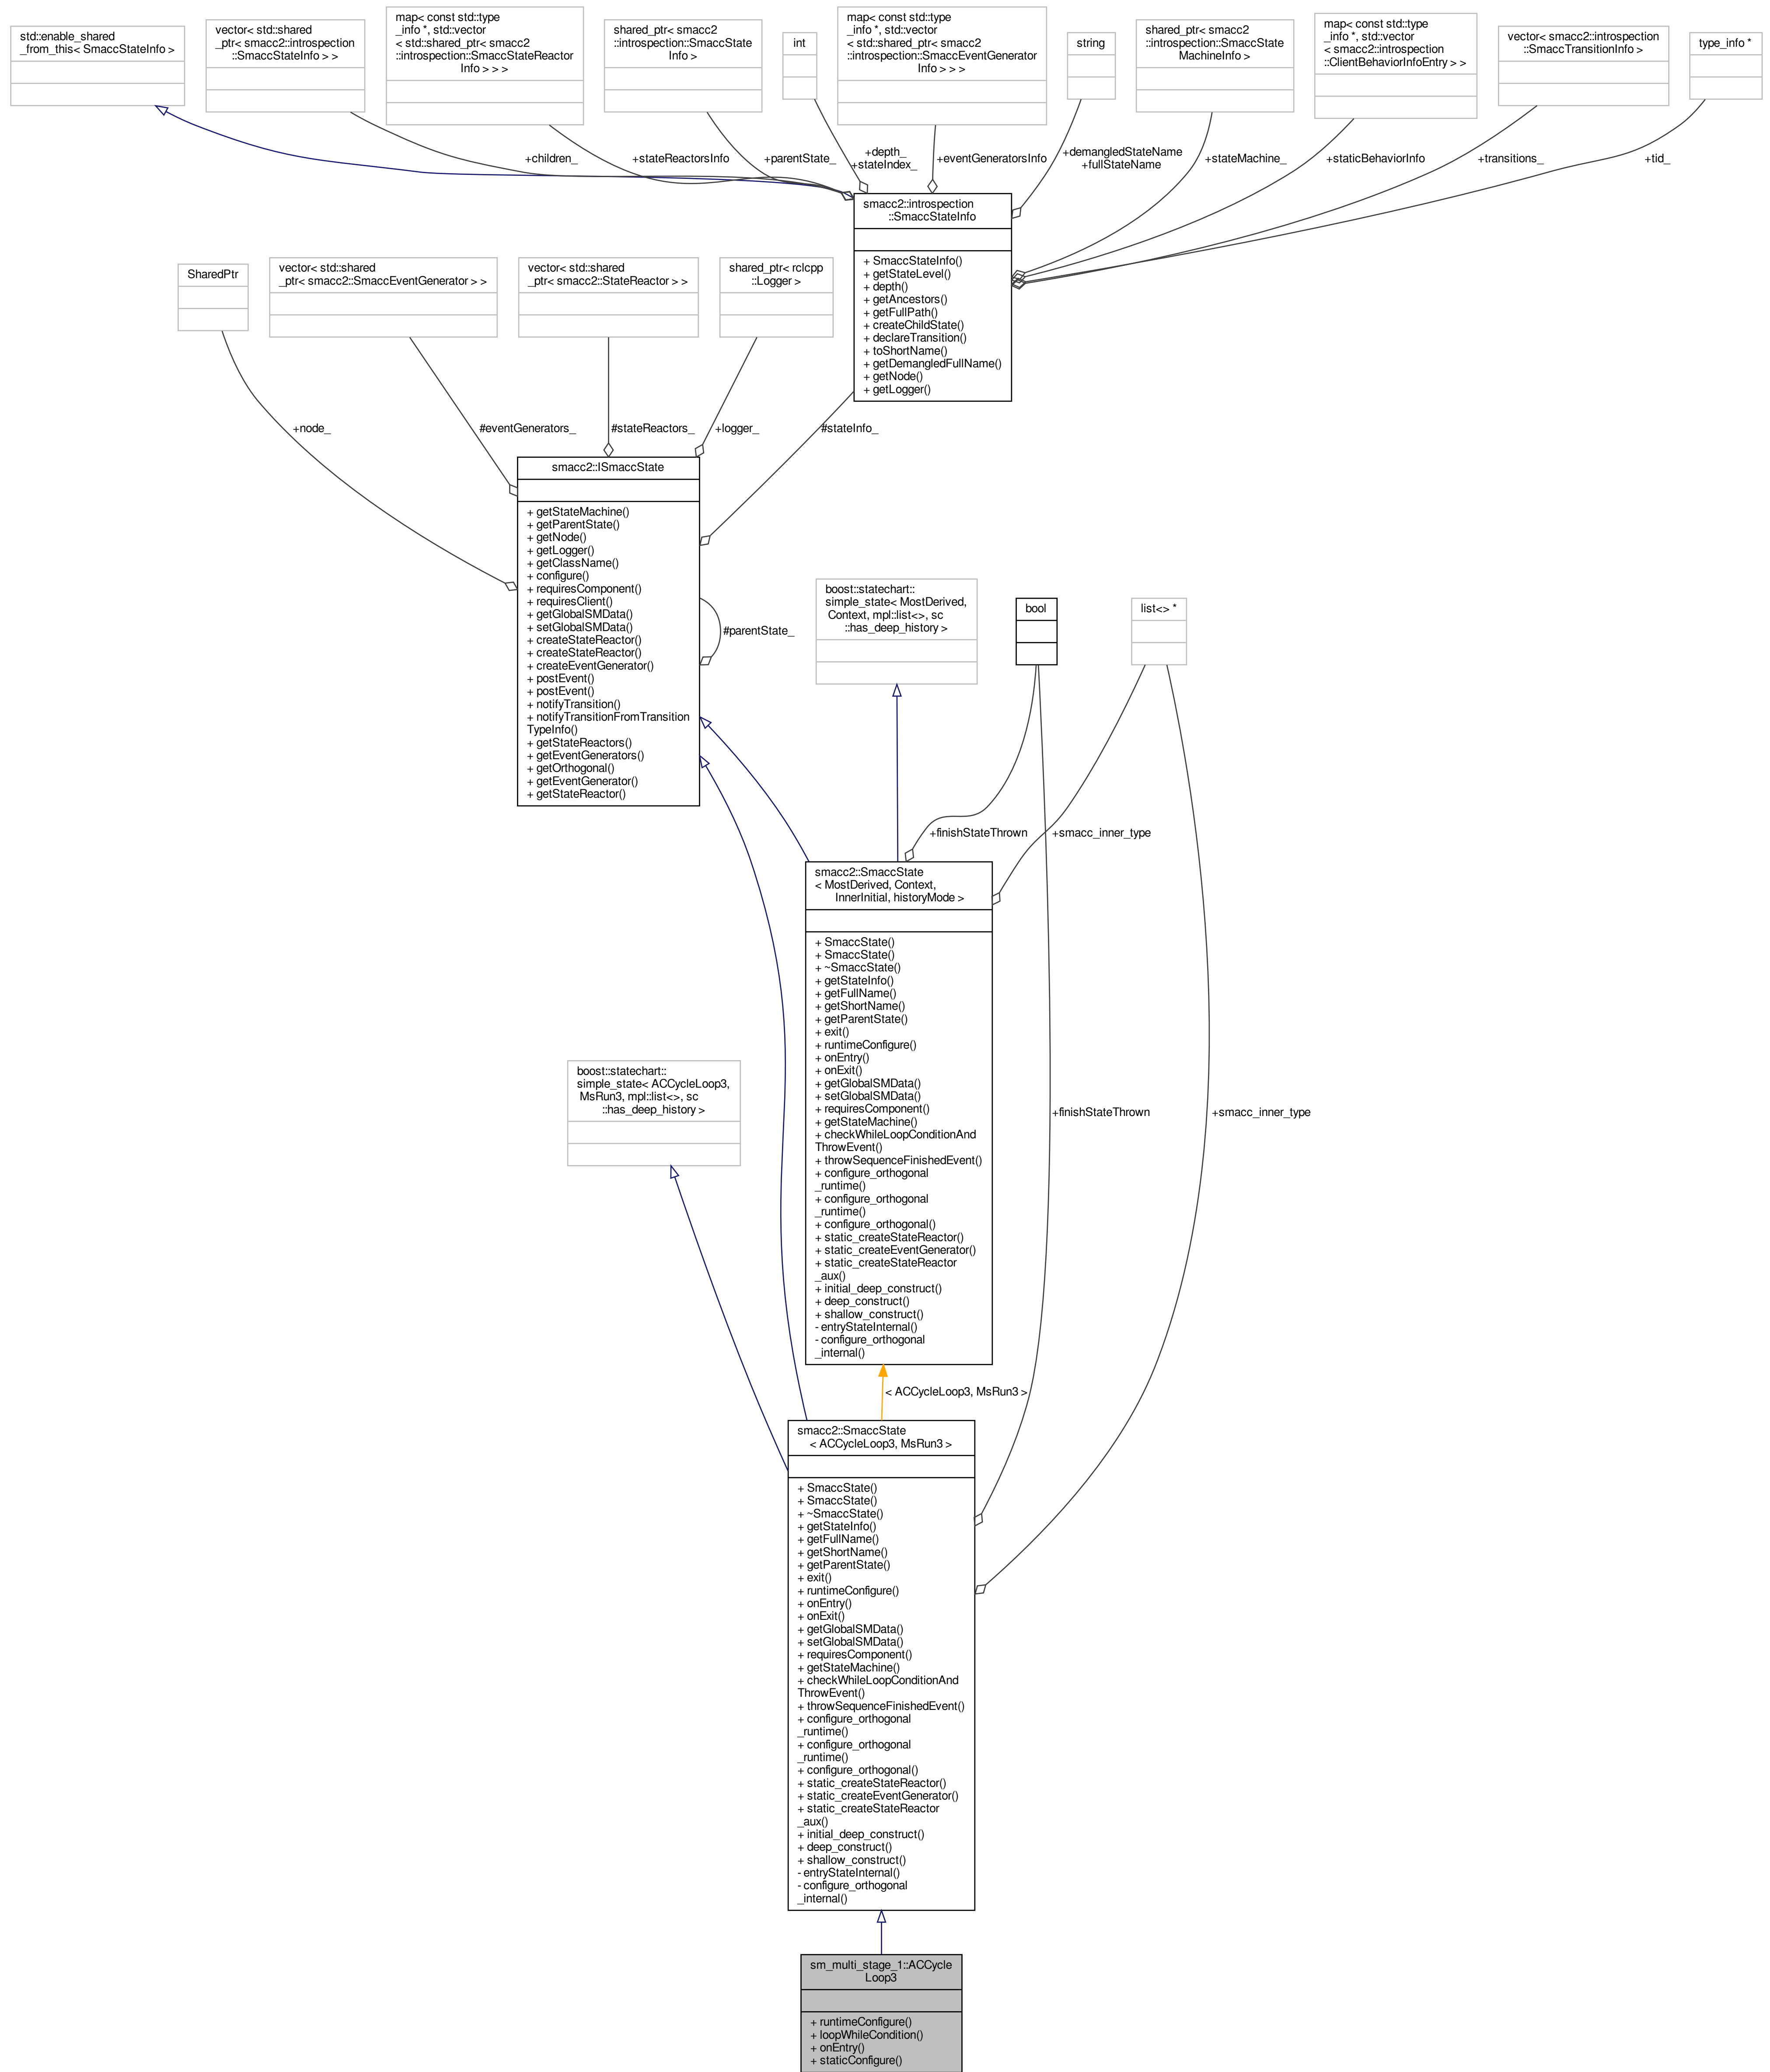 std::enable_shared
_from_this< SmaccStateInfo >
vector< std::shared
_ptr< smacc2::introspection
::SmaccStateInfo > >
map< const std::type
_info *, std::vector
< std::shared_ptr< smacc2
::introspection::SmaccStateReactor
Info > > >
shared_ptr< smacc2
::introspection::SmaccState
Info >
int
map< const std::type
_info *, std::vector
< std::shared_ptr< smacc2
::introspection::SmaccEventGenerator
Info > > >
string
shared_ptr< smacc2
::introspection::SmaccState
MachineInfo >
map< const std::type
_info *, std::vector
< smacc2::introspection
::ClientBehaviorInfoEntry > >
vector< smacc2::introspection
::SmaccTransitionInfo >
type_info *
+children_
+stateReactorsInfo
+parentState_
+depth_
+stateIndex_
+eventGeneratorsInfo
+demangledStateName
+fullStateName
+stateMachine_
+staticBehaviorInfo
+transitions_
+tid_
smacc2::introspection
::SmaccStateInfo
+ SmaccStateInfo()
+ getStateLevel()
+ depth()
+ getAncestors()
+ getFullPath()
+ createChildState()
+ declareTransition()
+ toShortName()
+ getDemangledFullName()
+ getNode()
+ getLogger()
SharedPtr
vector< std::shared
_ptr< smacc2::SmaccEventGenerator > >
vector< std::shared
_ptr< smacc2::StateReactor > >
shared_ptr< rclcpp
::Logger >
+node_
#eventGenerators_
#stateReactors_
+logger_
#stateInfo_
smacc2::ISmaccState
+ getStateMachine()
+ getParentState()
+ getNode()
+ getLogger()
+ getClassName()
+ configure()
+ requiresComponent()
+ requiresClient()
+ getGlobalSMData()
+ setGlobalSMData()
+ createStateReactor()
+ createStateReactor()
+ createEventGenerator()
+ postEvent()
+ postEvent()
+ notifyTransition()
+ notifyTransitionFromTransition
TypeInfo()
+ getStateReactors()
+ getEventGenerators()
+ getOrthogonal()
+ getEventGenerator()
+ getStateReactor()
#parentState_
boost::statechart::
simple_state< MostDerived,
Context, mpl::list<>, sc
::has_deep_history >
bool
list<> *
+finishStateThrown
+smacc_inner_type
smacc2::SmaccState
< MostDerived, Context,
InnerInitial, historyMode >
+ SmaccState()
+ SmaccState()
+ ~SmaccState()
+ getStateInfo()
+ getFullName()
+ getShortName()
+ getParentState()
+ exit()
+ runtimeConfigure()
+ onEntry()
+ onExit()
+ getGlobalSMData()
+ setGlobalSMData()
+ requiresComponent()
+ getStateMachine()
+ checkWhileLoopConditionAnd
ThrowEvent()
+ throwSequenceFinishedEvent()
+ configure_orthogonal
_runtime()
+ configure_orthogonal
_runtime()
+ configure_orthogonal()
+ static_createStateReactor()
+ static_createEventGenerator()
+ static_createStateReactor
_aux()
+ initial_deep_construct()
+ deep_construct()
+ shallow_construct()
- entryStateInternal()
- configure_orthogonal
_internal()
boost::statechart::
simple_state< ACCycleLoop3,
MsRun3, mpl::list<>, sc
::has_deep_history >
+finishStateThrown
+smacc_inner_type
< ACCycleLoop3, MsRun3 >
smacc2::SmaccState
< ACCycleLoop3, MsRun3 >
+ SmaccState()
+ SmaccState()
+ ~SmaccState()
+ getStateInfo()
+ getFullName()
+ getShortName()
+ getParentState()
+ exit()
+ runtimeConfigure()
+ onEntry()
+ onExit()
+ getGlobalSMData()
+ setGlobalSMData()
+ requiresComponent()
+ getStateMachine()
+ checkWhileLoopConditionAnd
ThrowEvent()
+ throwSequenceFinishedEvent()
+ configure_orthogonal
_runtime()
+ configure_orthogonal
_runtime()
+ configure_orthogonal()
+ static_createStateReactor()
+ static_createEventGenerator()
+ static_createStateReactor
_aux()
+ initial_deep_construct()
+ deep_construct()
+ shallow_construct()
- entryStateInternal()
- configure_orthogonal
_internal()
sm_multi_stage_1::ACCycle
Loop3
+ runtimeConfigure()
+ loopWhileCondition()
+ onEntry()
+ staticConfigure()